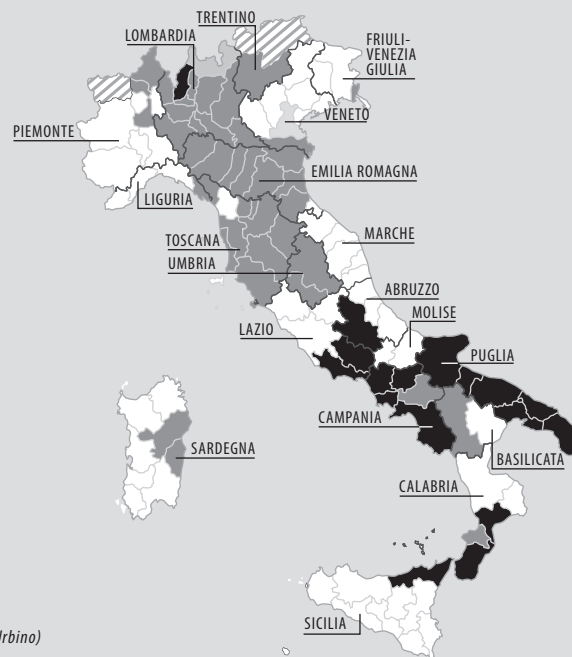 TRENTINO
LOMBARDIA
FRIULI-
VENEZIA
GIULIA
VENETO
PIEMONTE
EMILIA ROMAGNA
LIGURIA
MARCHE
TOSCANA
UMBRIA
ABRUZZO
MOLISE
LAZIO
PUGLIA
CAMPANIA
SARDEGNA
BASILICATA
CALABRIA
SICILIA
Irbino)